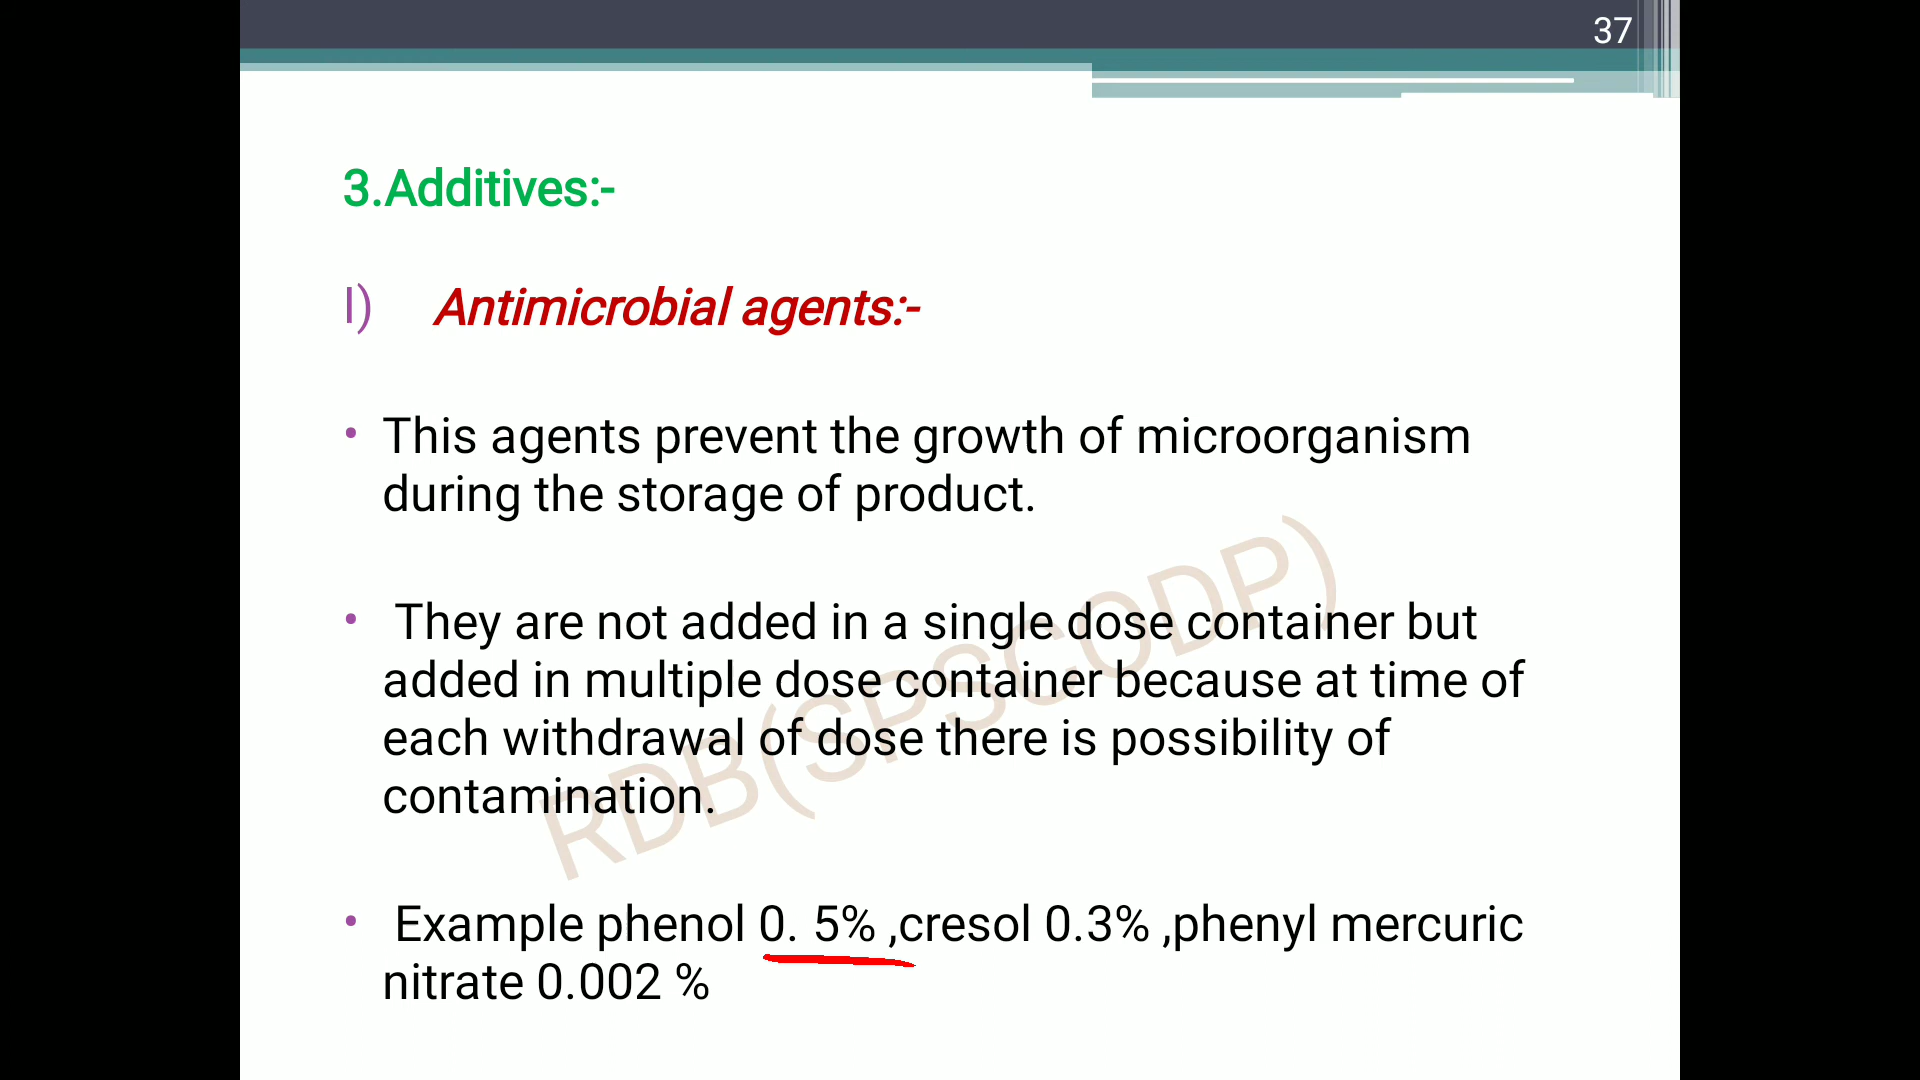 37
3.Additives:-
I) Antimicrobial agents:-
• This agents prevent the growth of microorganism
during the storage of product.
• They are not added in a single dose container but
added in multiple dose container because at time of
each withdrawal of dose there is possibility of
contamination.
• Example phenol 0. 5% ,cresol 0.3% ,phenyl mercuric
nitrate 0.002 %
RDB(SPSCODP)